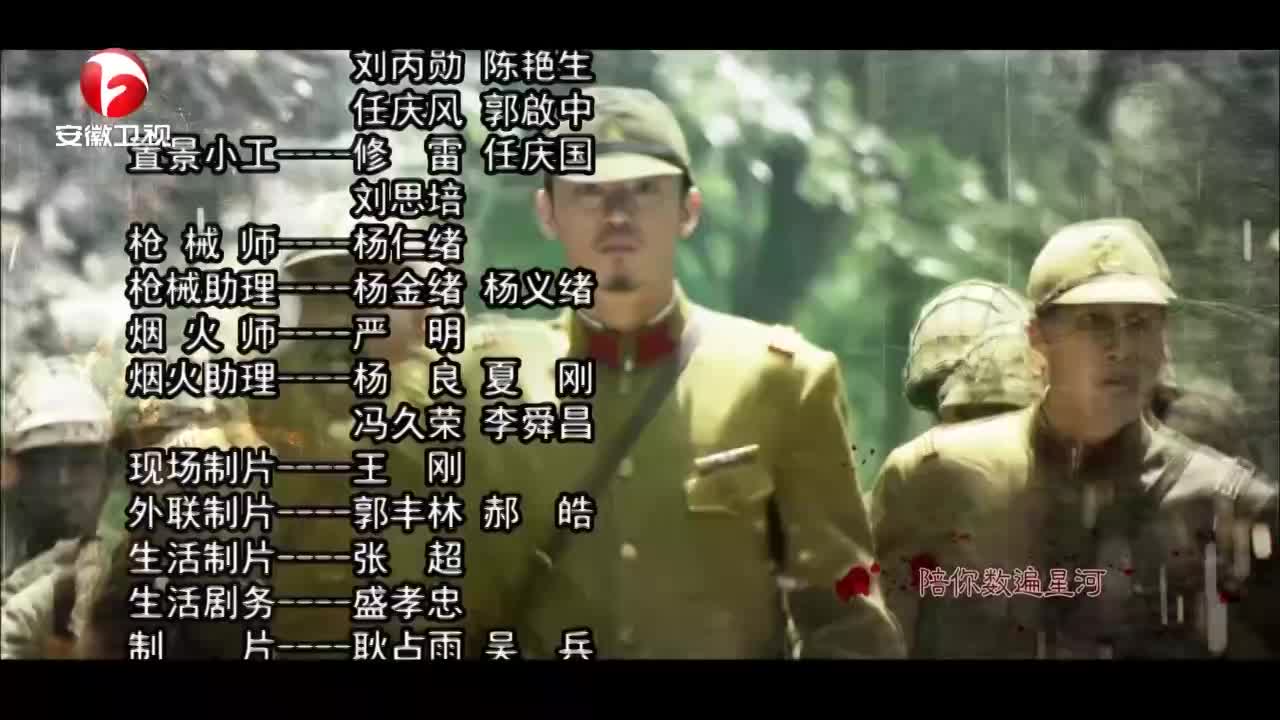 安徽卫视
刘丙勋 陈艳生
任庆风 郭啟中
置景小工----修 雷 任庆国
刘思培
枪械师----杨仁绪
枪械助理----杨金绪 杨义绪
烟火师----严 明
烟火助理----杨 良 夏 刚
冯久荣 李舜昌
现场制片----王 刚
外联制片----郭丰林 郝 皓
生活制片----张 超
生活剧务----盛孝忠
制 片----耿占雨 吴 兵
陪你数遍星河